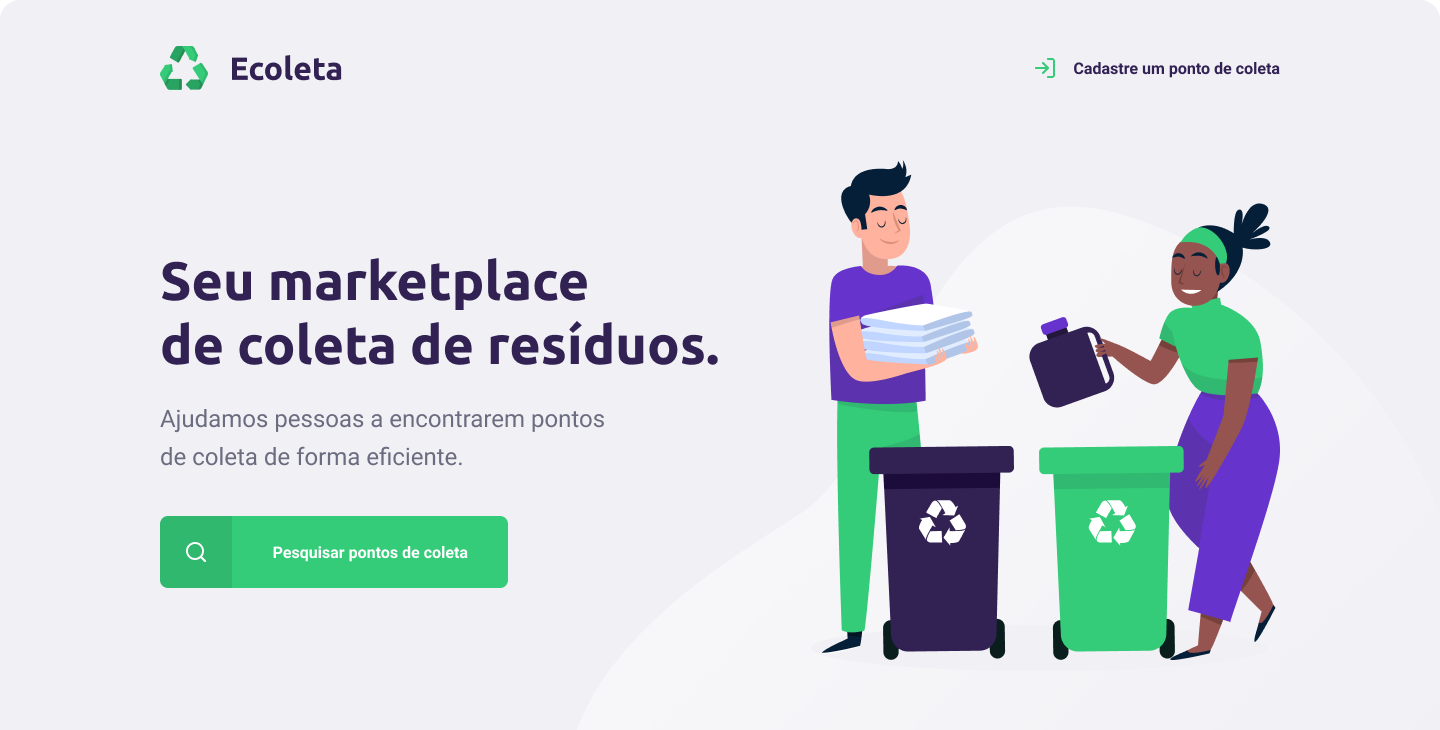 Ecoleta
Cadastre um ponto de coleta
Seu marketplace
de coleta de resíduos.
Ajudamos pessoas a encontrarem pontos
de coleta de forma eficiente.
Pesquisar pontos de coleta